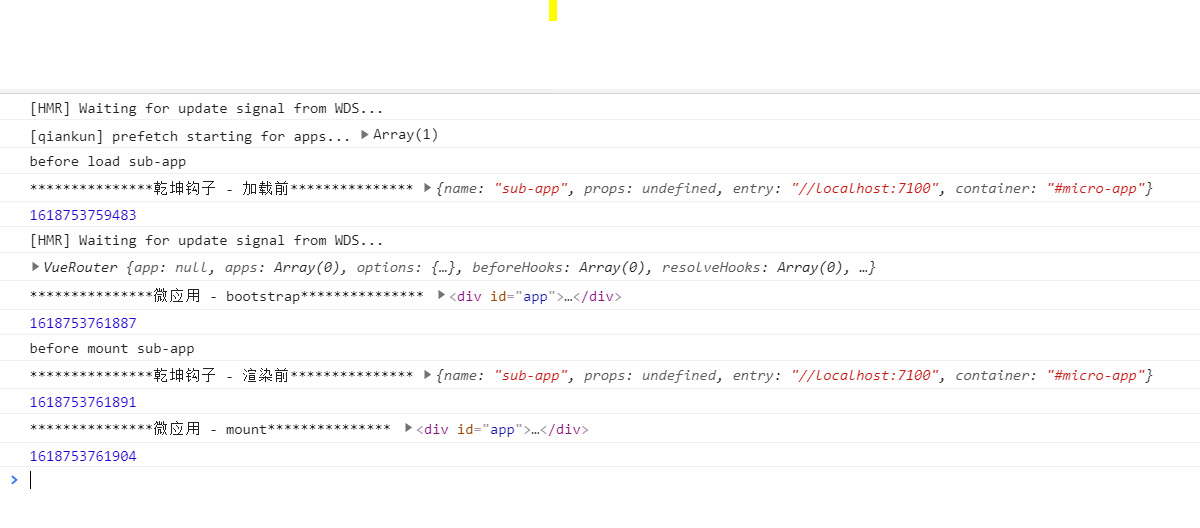 [HMR] Waiting for update signal from WDS...
[qiankun] prefetch starting for apps... ▶Array(1)
before load sub-app
***************乾坤钩子 - 加载前*************** ▶{name: "sub-app", props: undefined, entry: "//localhost:7100", container: "#micro-app"}
1618753759483
[HMR] Waiting for update signal from WDS...
▶VueRouter {app: null, apps: Array(0), options: {…}, beforeHooks: Array(0), resolveHooks: Array(0), …}
***************微应用 - bootstrap*************** ▶<div id="app">…</div>
1618753761887
before mount sub-app
***************乾坤钩子 - 渲染前*************** ▶{name: "sub-app", props: undefined, entry: "//localhost:7100", container: "#micro-app"}
1618753761891
***************微应用 - mount*************** ▶<div id="app">…</div>
1618753761904
>